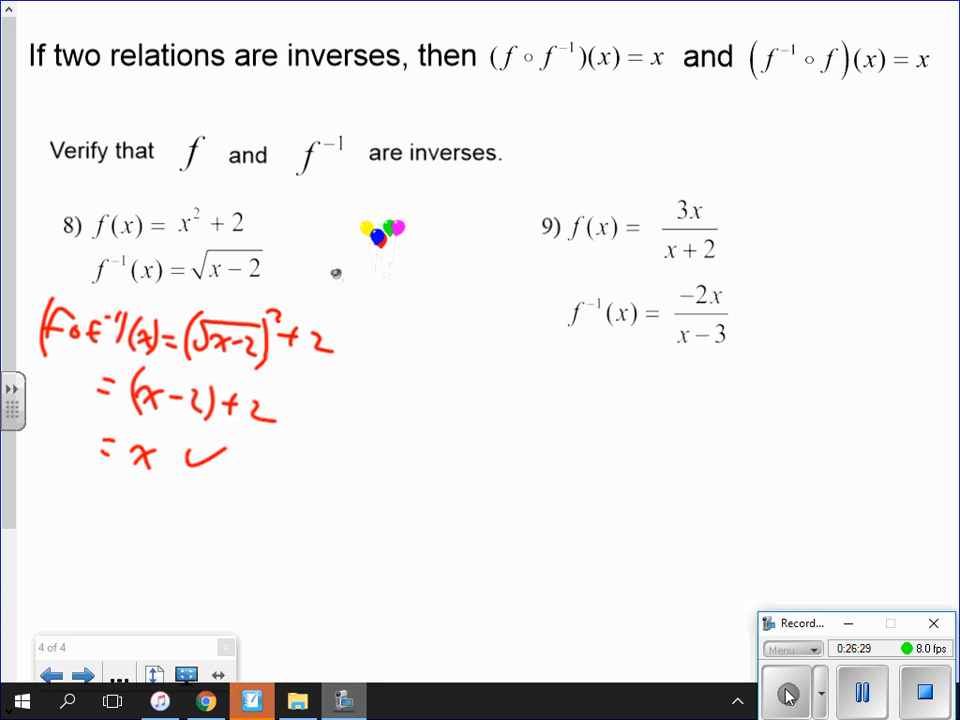 If two relations are inverses, then (f ∘ f⁻¹)(x) = x and (f⁻¹ ∘ f)(x) = x
Verify that f and f⁻¹ are inverses.
8) f(x) = x² + 2
f⁻¹(x) = √(x − 2)
(f∘f⁻¹)(x) = (√x−2)² + 2
= (x − 2) + 2
= x ✓
9) f(x) = 3x / (x + 2)
f⁻¹(x) = −2x / (x − 3)
4 of 4
Record...
Menu
0:26:29
8.0 fps